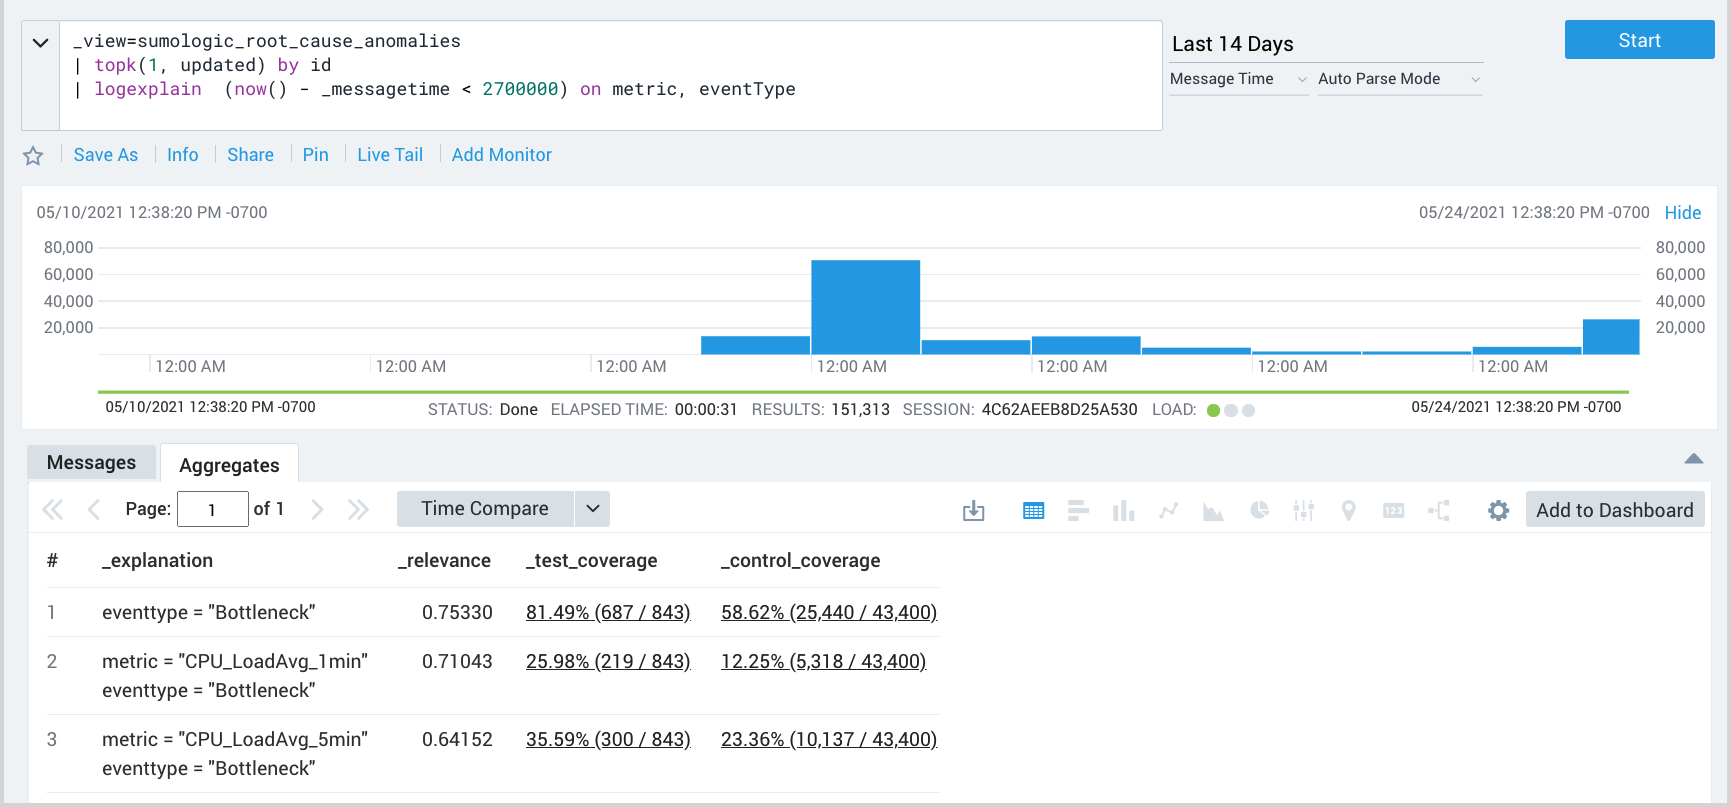 _view=sumologic_root_cause_anomalies
| topk(1, updated) by id
| logexplain  (now() - _messagetime < 2700000) on metric, eventType
Last 14 Days
Start
Message Time
Auto Parse Mode
Save As
Info
Share
Pin
Live Tail
Add Monitor
05/10/2021 12:38:20 PM -0700
05/24/2021 12:38:20 PM -0700
Hide
80,000
80,000
60,000
60,000
40,000
40,000
20,000
20,000
12:00 AM
12:00 AM
12:00 AM
12:00 AM
12:00 AM
12:00 AM
12:00 AM
05/10/2021 12:38:20 PM -0700
STATUS: Done
ELAPSED TIME: 00:00:31
RESULTS: 151,313
SESSION: 4C62AEEB8D25A530
LOAD:
05/24/2021 12:38:20 PM -0700
Messages
Aggregates
Page: 1 of 1
Time Compare
123
Add to Dashboard
# _explanation _relevance _test_coverage _control_coverage
1 eventtype = "Bottleneck" 0.75330 81.49% (687 / 843) 58.62% (25,440 / 43,400)
2 metric = "CPU_LoadAvg_1min" 0.71043 25.98% (219 / 843) 12.25% (5,318 / 43,400)
eventtype = "Bottleneck"
3 metric = "CPU_LoadAvg_5min" 0.64152 35.59% (300 / 843) 23.36% (10,137 / 43,400)
eventtype = "Bottleneck"